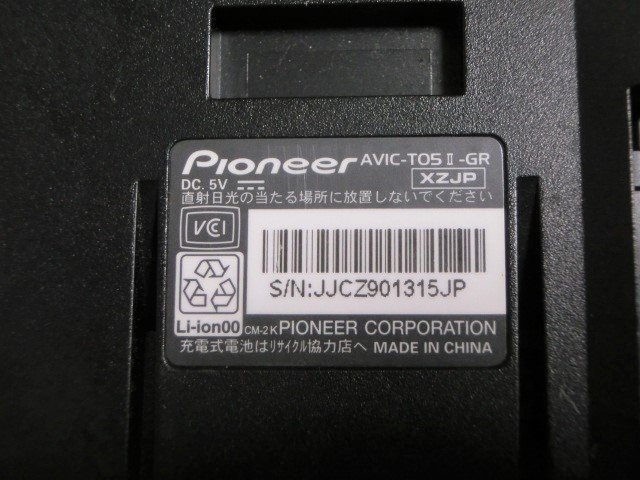 Pioneer AVIC-T05Ⅱ-GR
DC. 5V XZJP
直射日光の当たる場所に放置しないでください
VCI
S/N:JJCZ901315JP
Li-ion00 CM-2K PIONEER CORPORATION
充電式電池はリサイクル協力店へ MADE IN CHINA